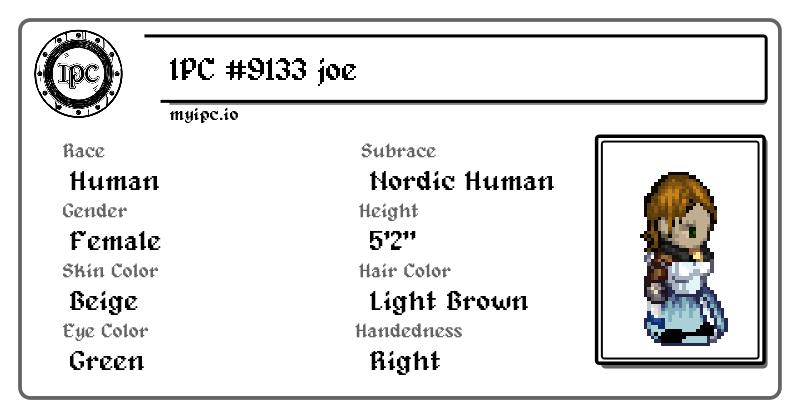 IPC
1PC #9133 joe
myipc.io
Race
Human
Subrace
Nordic Human
Gender
Female
Height
5'2"
Skin Color
Beige
Hair Color
Light Brown
Eye Color
Green
Handedness
Right